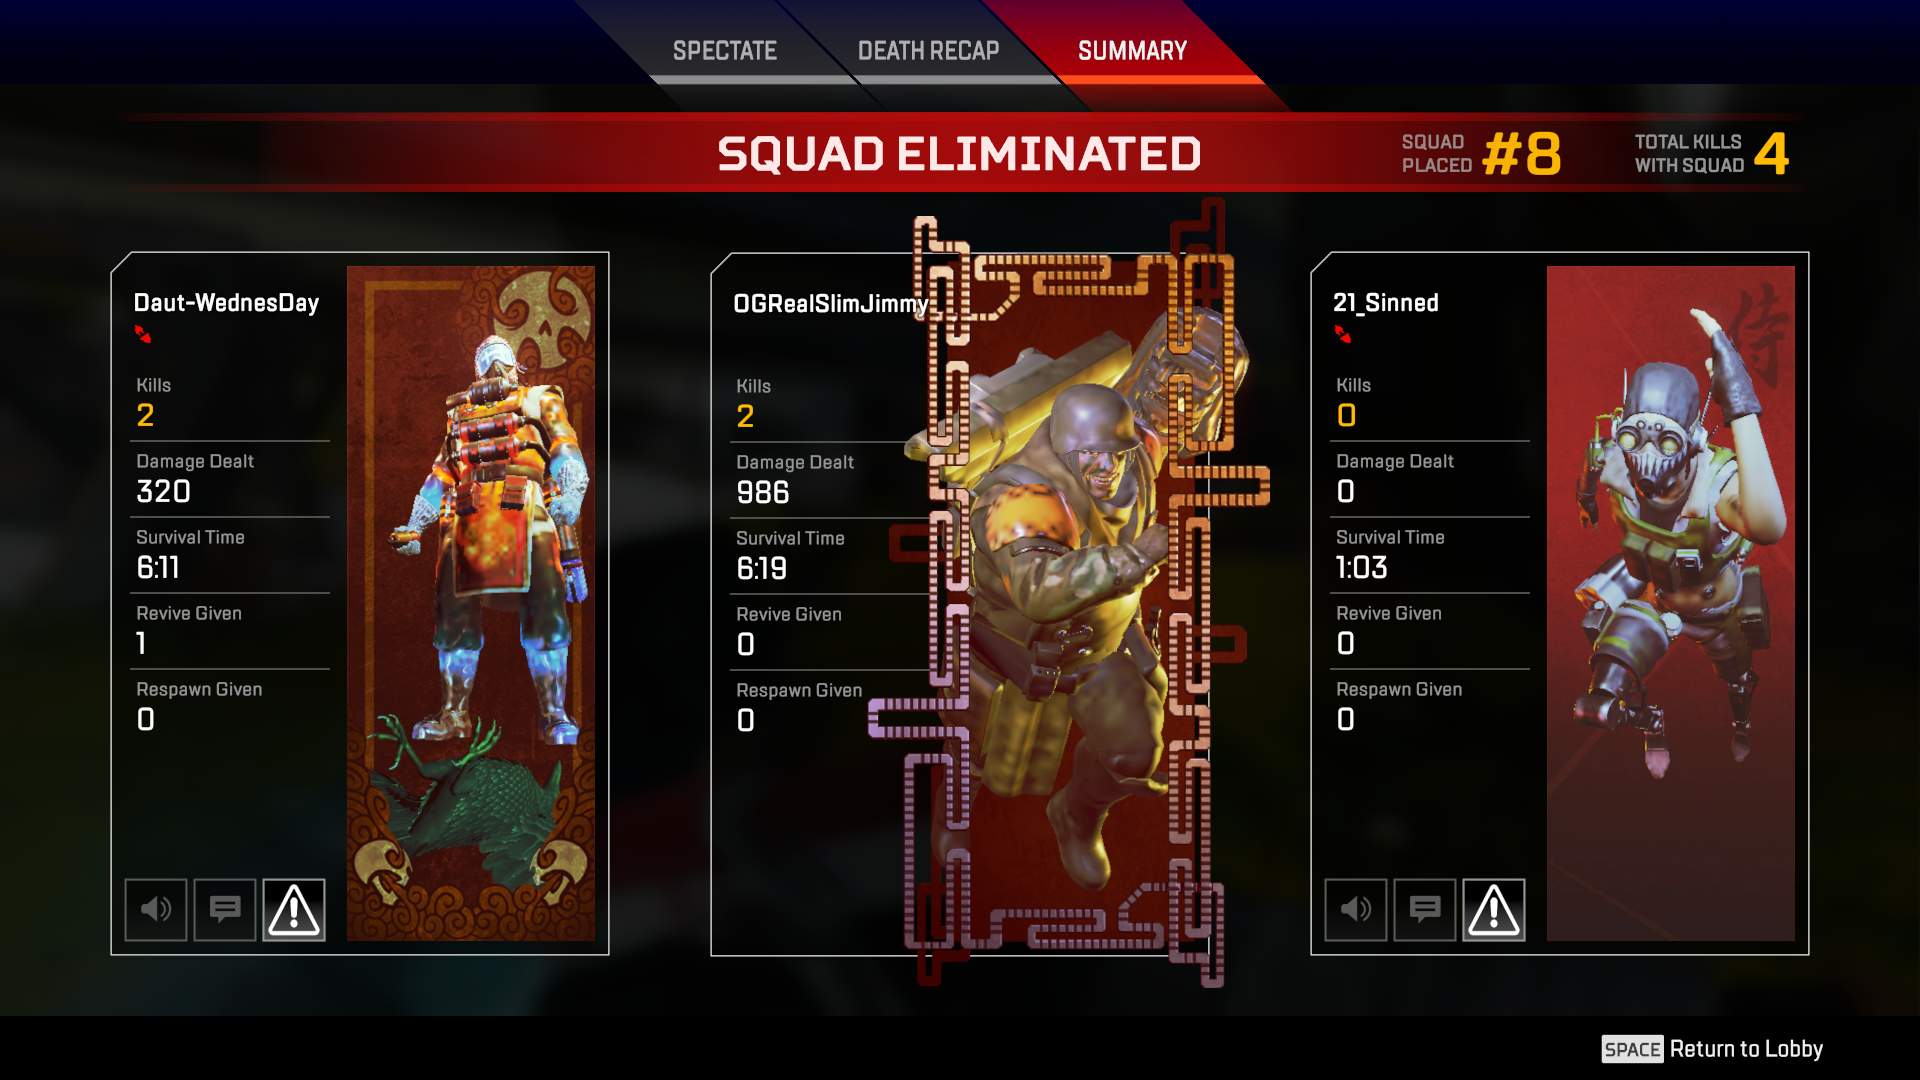 SPECTATE
DEATH RECAP
SUMMARY
SQUAD ELIMINATED
SQUAD PLACED #8
TOTAL KILLS WITH SQUAD 4
Daut-WednesDay
Kills
2
Damage Dealt
320
Survival Time
6:11
Revive Given
1
Respawn Given
0
OGRealSlimJimmy
Kills
2
Damage Dealt
986
Survival Time
6:19
Revive Given
0
Respawn Given
0
21_Sinned
Kills
0
Damage Dealt
0
Survival Time
1:03
Revive Given
0
Respawn Given
0
侍
SPACE Return to Lobby